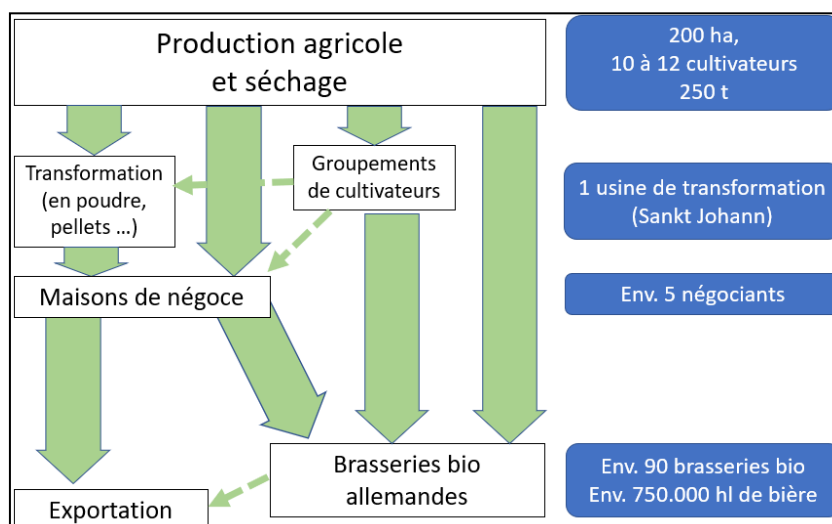 Production agricole
et séchage
200 ha,
10 à 12 cultivateurs
250 t
Transformation
(en poudre,
pellets ...)
Groupements
de cultivateurs
1 usine de transformation
(Sankt Johann)
Maisons de négoce
Env. 5 négociants
Brasseries bio
allemandes
Env. 90 brasseries bio
Env. 750.000 hl de bière
Exportation